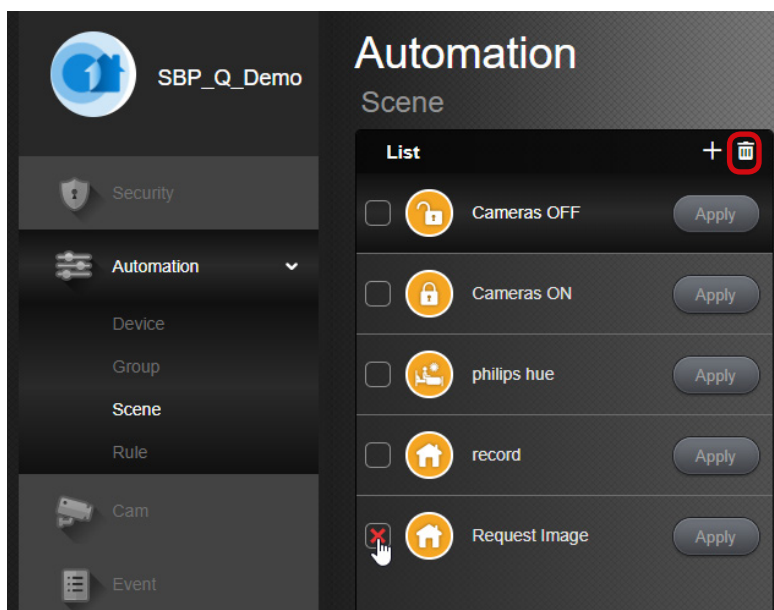 SBP_Q_Demo
Security
Automation
Device
Group
Scene
Rule
Cam
Event
Automation
Scene
List
Cameras OFF Apply
Cameras ON Apply
philips hue Apply
record Apply
Request Image Apply